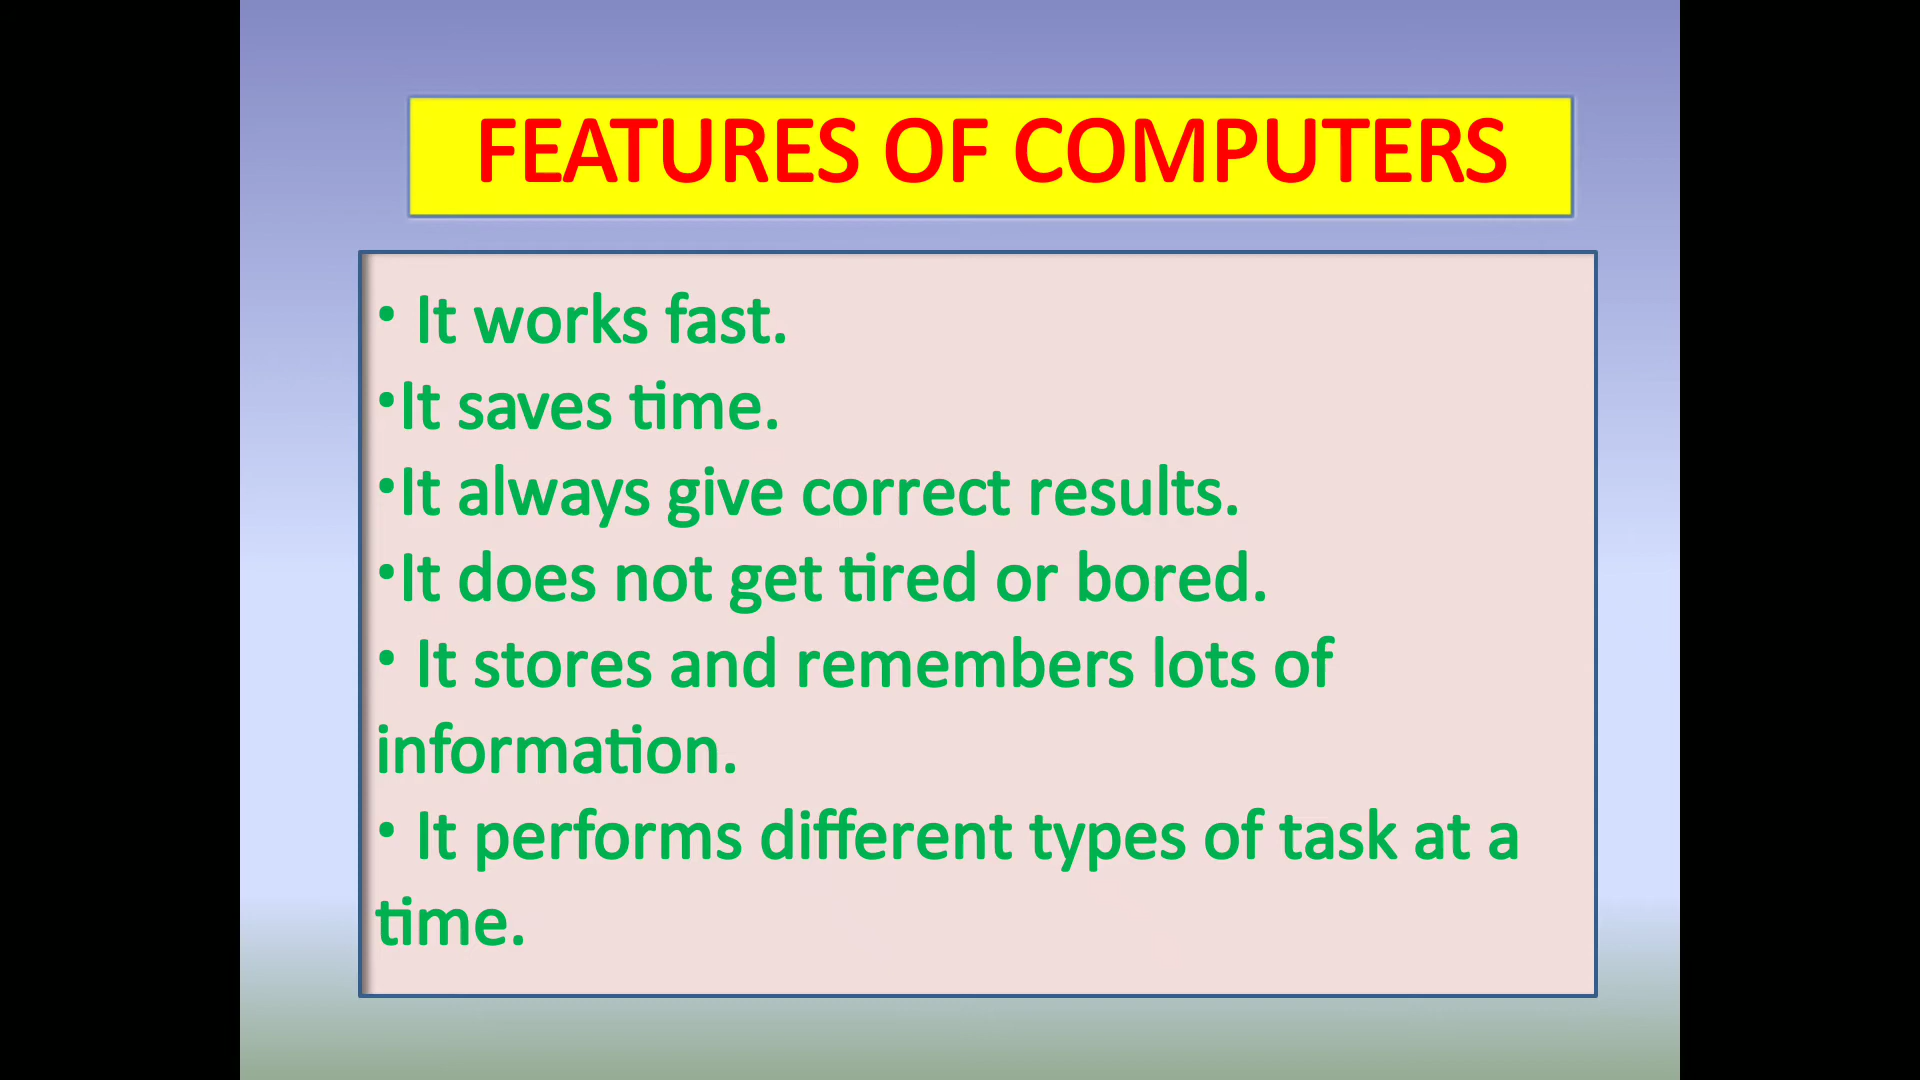 FEATURES OF COMPUTERS
• It works fast.
•It saves time.
•It always give correct results.
•It does not get tired or bored.
• It stores and remembers lots of
information.
• It performs different types of task at a
time.